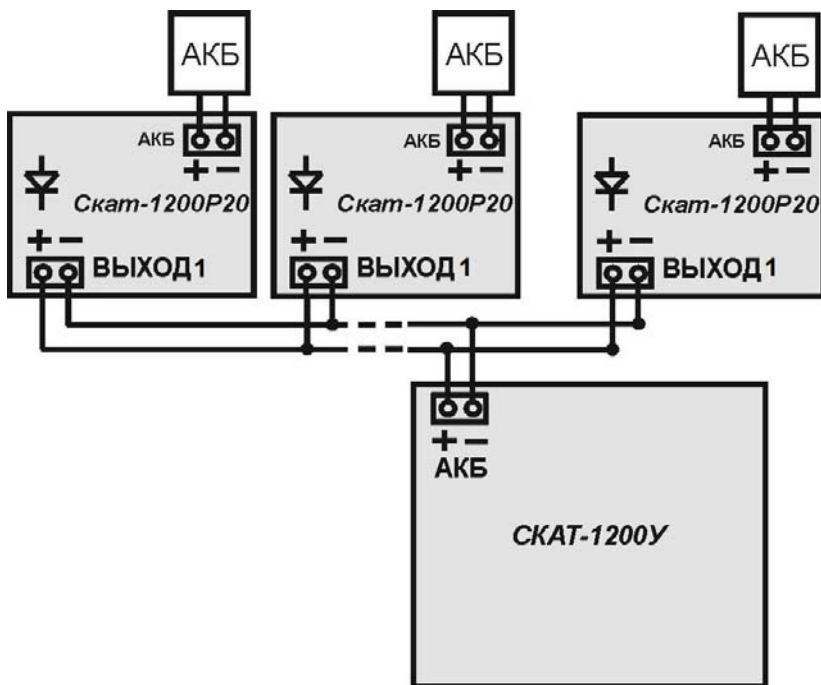 АКБ АКБ АКБ
АКБ АКБ АКБ
+ − + − + −
Скат-1200Р20 Скат-1200Р20 Скат-1200Р20
+ − + − + −
ВЫХОД1 ВЫХОД1 ВЫХОД1
+ −
АКБ
СКАТ-1200У